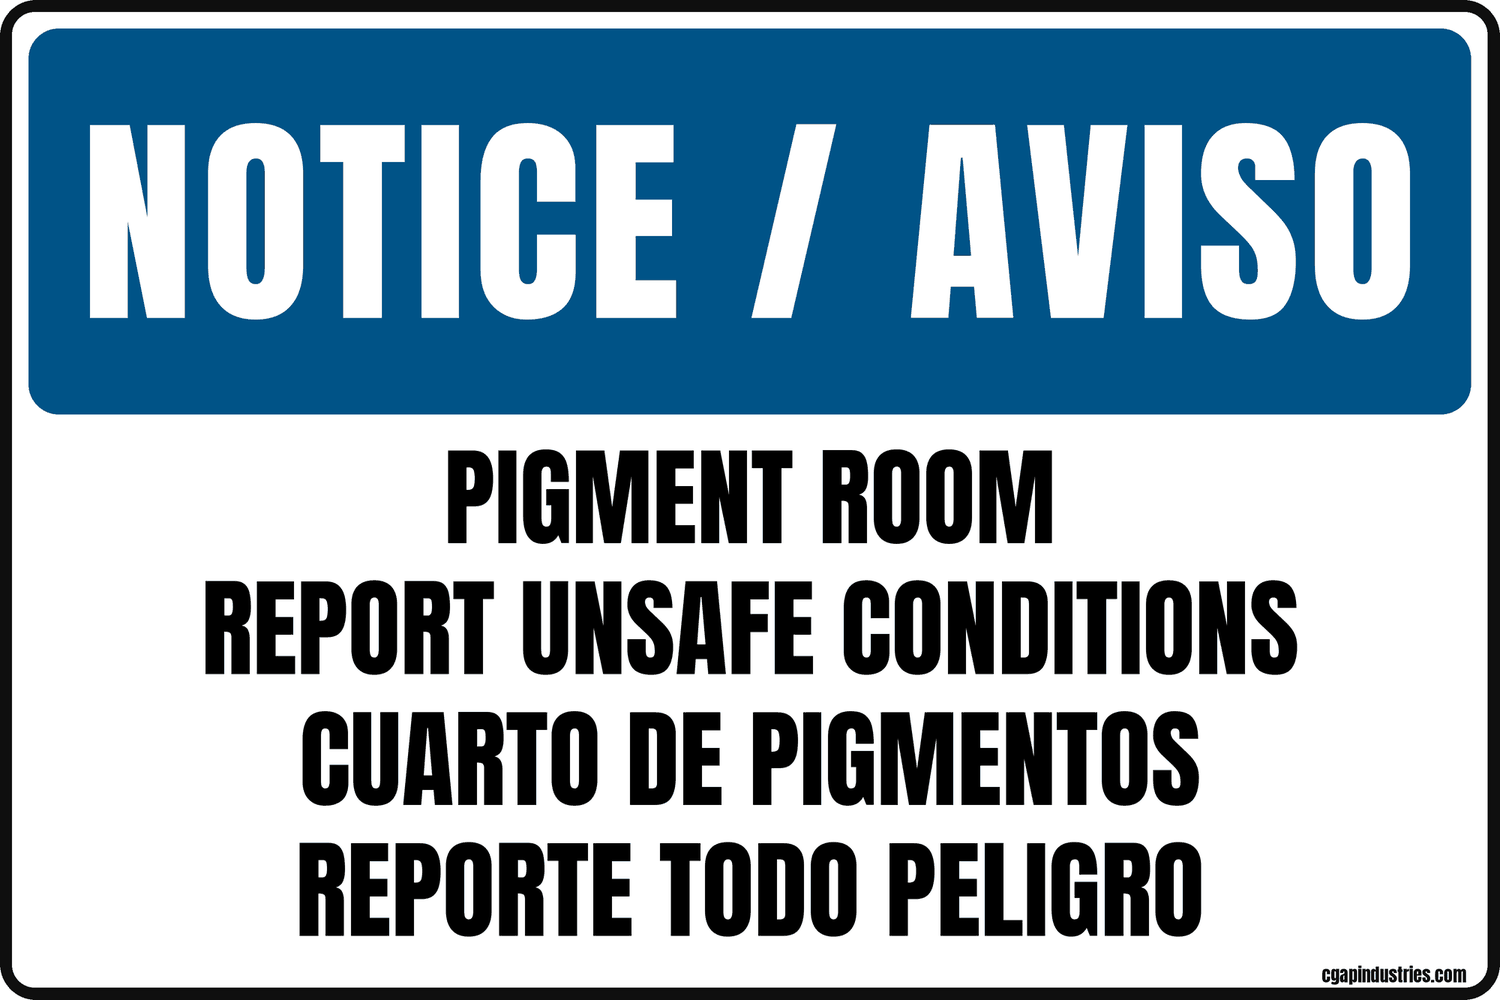 NOTICE / AVISO
PIGMENT ROOM
REPORT UNSAFE CONDITIONS
CUARTO DE PIGMENTOS
REPORTE TODO PELIGRO
cgapindustries.com